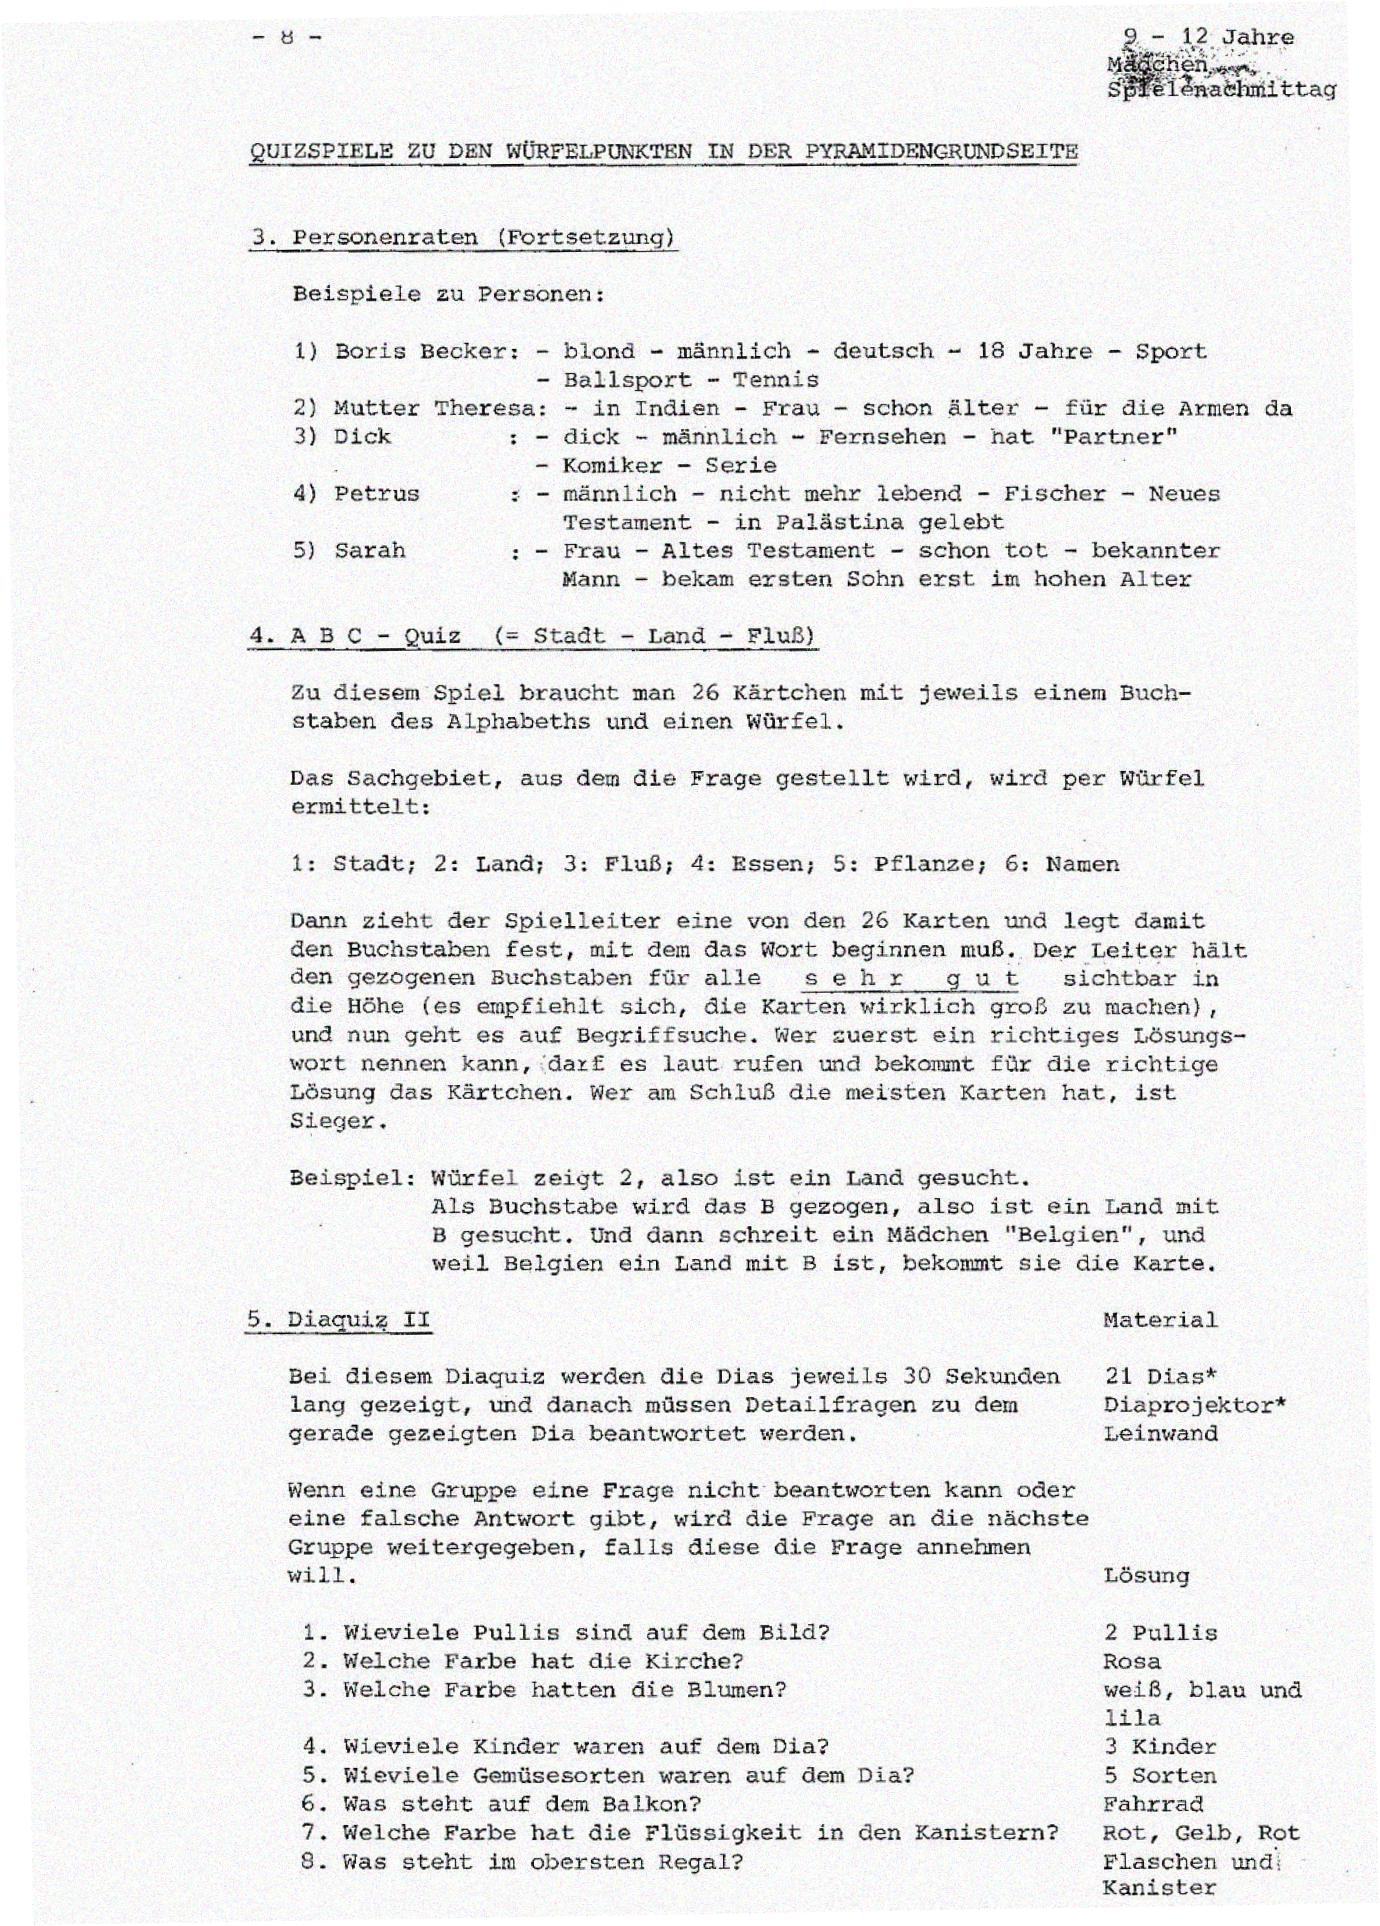 - 8 -
9 - 12 Jahre
Mädchen
Spielenachmittag
QUIZSPIELE ZU DEN WÜRFELPUNKTEN IN DER PYRAMIDENGRUNDSEITE
3. Personenraten (Fortsetzung)
Beispiele zu Personen:
1) Boris Becker: - blond - männlich - deutsch - 18 Jahre - Sport
- Ballsport - Tennis
2) Mutter Theresa: - in Indien - Frau - schon älter - für die Armen da
3) Dick : - dick - männlich - Fernsehen - hat "Partner"
- Komiker - Serie
4) Petrus : - männlich - nicht mehr lebend - Fischer - Neues
Testament - in Palästina gelebt
5) Sarah : - Frau - Altes Testament - schon tot - bekannter
Mann - bekam ersten Sohn erst im hohen Alter
4. A B C - Quiz (= Stadt - Land - Fluß)
Zu diesem Spiel braucht man 26 Kärtchen mit jeweils einem Buch-
staben des Alphabeths und einen Würfel.
Das Sachgebiet, aus dem die Frage gestellt wird, wird per Würfel
ermittelt:
1: Stadt; 2: Land; 3: Fluß; 4: Essen; 5: Pflanze; 6: Namen
Dann zieht der Spielleiter eine von den 26 Karten und legt damit
den Buchstaben fest, mit dem das Wort beginnen muß. Der Leiter hält
den gezogenen Buchstaben für alle s e h r g u t sichtbar in
die Höhe (es empfiehlt sich, die Karten wirklich groß zu machen),
und nun geht es auf Begriffsuche. Wer zuerst ein richtiges Lösungs-
wort nennen kann, darf es laut rufen und bekommt für die richtige
Lösung das Kärtchen. Wer am Schluß die meisten Karten hat, ist
Sieger.
Beispiel: Würfel zeigt 2, also ist ein Land gesucht.
Als Buchstabe wird das B gezogen, also ist ein Land mit
B gesucht. Und dann schreit ein Mädchen "Belgien", und
weil Belgien ein Land mit B ist, bekommt sie die Karte.
5. Diaquiz II Material
Bei diesem Diaquiz werden die Dias jeweils 30 Sekunden 21 Dias*
lang gezeigt, und danach müssen Detailfragen zu dem Diaprojektor*
gerade gezeigten Dia beantwortet werden. Leinwand
Wenn eine Gruppe eine Frage nicht beantworten kann oder
eine falsche Antwort gibt, wird die Frage an die nächste
Gruppe weitergegeben, falls diese die Frage annehmen
will. Lösung
1. Wieviele Pullis sind auf dem Bild? 2 Pullis
2. Welche Farbe hat die Kirche? Rosa
3. Welche Farbe hatten die Blumen? weiß, blau und
lila
4. Wieviele Kinder waren auf dem Dia? 3 Kinder
5. Wieviele Gemüsesorten waren auf dem Dia? 5 Sorten
6. Was steht auf dem Balkon? Fahrrad
7. Welche Farbe hat die Flüssigkeit in den Kanistern? Rot, Gelb, Rot
8. Was steht im obersten Regal? Flaschen und
Kanister